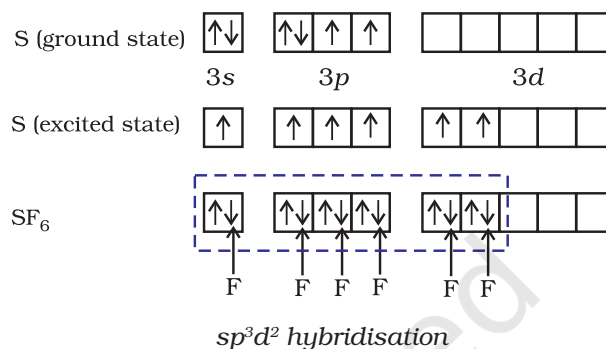 S (ground state)
3s 3p 3d
S (excited state)
SF₆
F F F F F F
sp³d² hybridisation